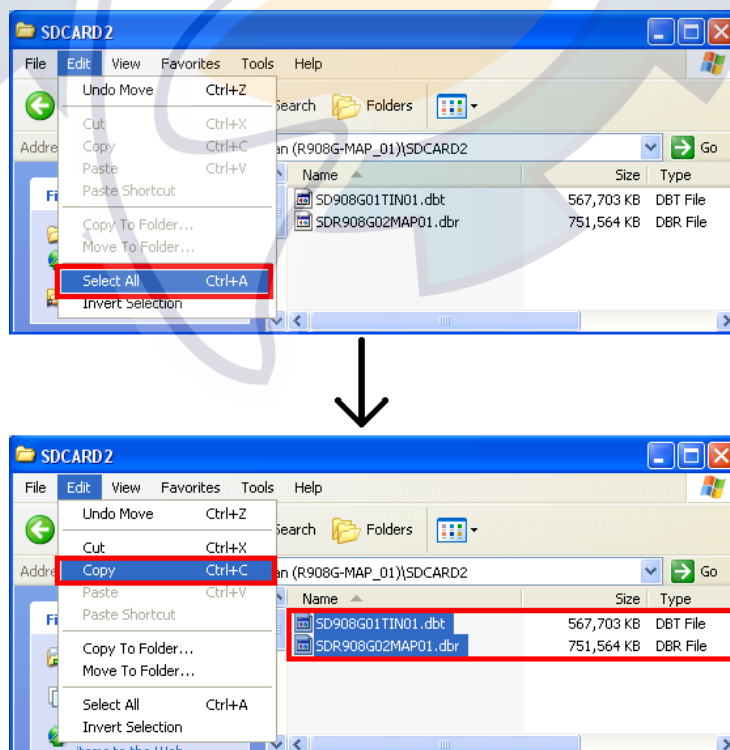 SDCARD2
File Edit View Favorites Tools Help
Undo Move Ctrl+Z
Search Folders
Cut Ctrl+X
Copy Ctrl+C
(R908G-MAP_01)\SDCARD2 Go
Paste Ctrl+V
Name Size Type
Paste Shortcut
SD908G01TIN01.dbt 567,703 KB DBT File
SDR908G02MAP01.dbr 751,564 KB DBR File
Copy To Folder...
Move To Folder...
Select All Ctrl+A
Invert Selection
SDCARD2
File Edit View Favorites Tools Help
Undo Move Ctrl+Z
Search Folders
Cut Ctrl+X
Copy Ctrl+C
(R908G-MAP_01)\SDCARD2 Go
Paste Ctrl+V
Name Size Type
Paste Shortcut
SD908G01TIN01.dbt 567,703 KB DBT File
SDR908G02MAP01.dbr 751,564 KB DBR File
Copy To Folder...
Move To Folder...
Select All Ctrl+A
Invert Selection